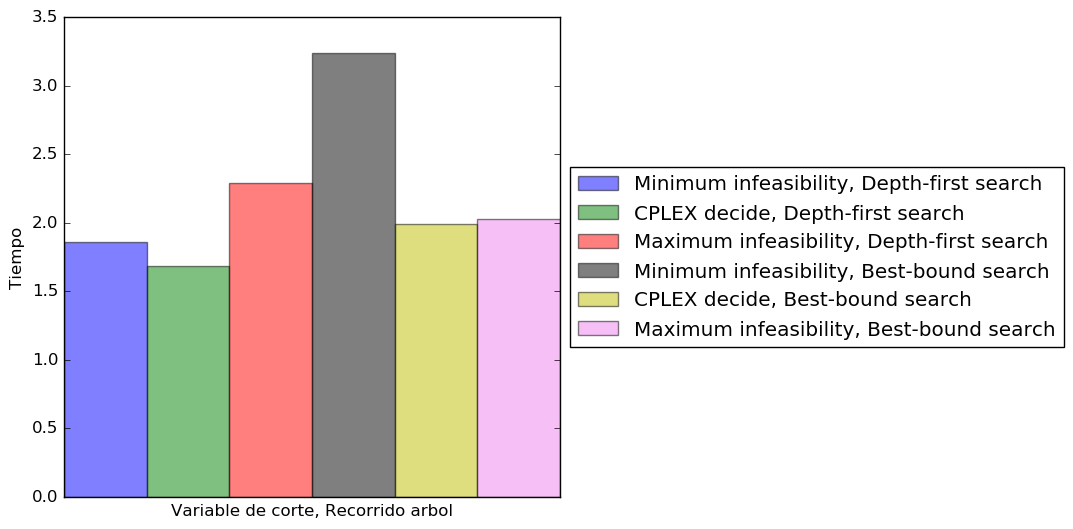 3.5
3.0
2.5
2.0
1.5
1.0
0.5
0.0
Tiempo
Variable de corte, Recorrido arbol
Minimum infeasibility, Depth-first search
CPLEX decide, Depth-first search
Maximum infeasibility, Depth-first search
Minimum infeasibility, Best-bound search
CPLEX decide, Best-bound search
Maximum infeasibility, Best-bound search